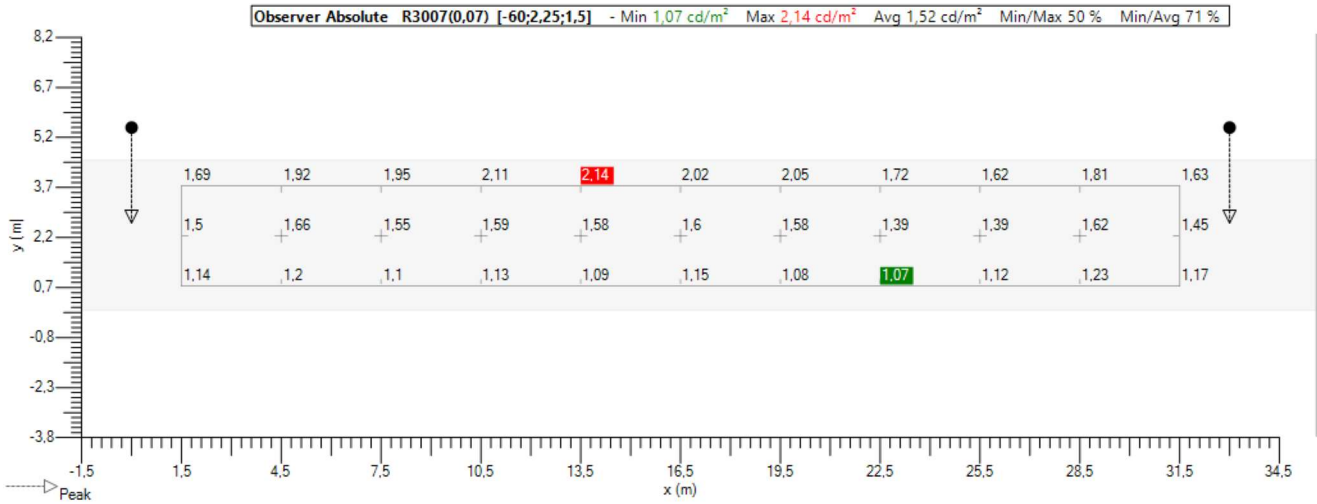 Observer Absolute R3007(0,07) [-60;2,25;1,5] - Min 1,07 cd/m² Max 2,14 cd/m² Avg 1,52 cd/m² Min/Max 50 % Min/Avg 71 %
8,2
6,7
5,2
3,7
2,2
0,7
-0,8
-2,3
-3,8
y (m)
1,69 1,92 1,95 2,11 2,14 2,02 2,05 1,72 1,62 1,81 1,63
1,5 1,66 1,55 1,59 1,58 1,6 1,58 1,39 1,39 1,62 1,45
1,14 1,2 1,1 1,13 1,09 1,15 1,08 1,07 1,12 1,23 1,17
-1,5 1,5 4,5 7,5 10,5 13,5 16,5 19,5 22,5 25,5 28,5 31,5 34,5
x (m)
Peak